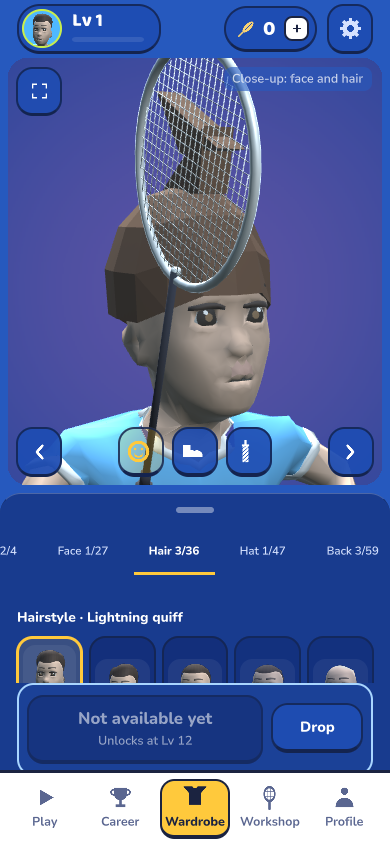 Lv 1
0
+
Close-up: face and hair
2/4
Face 1/27
Hair 3/36
Hat 1/47
Back 3/59
Hairstyle · Lightning quiff
Not available yet
Unlocks at Lv 12
Drop
Play
Career
Wardrobe
Workshop
Profile